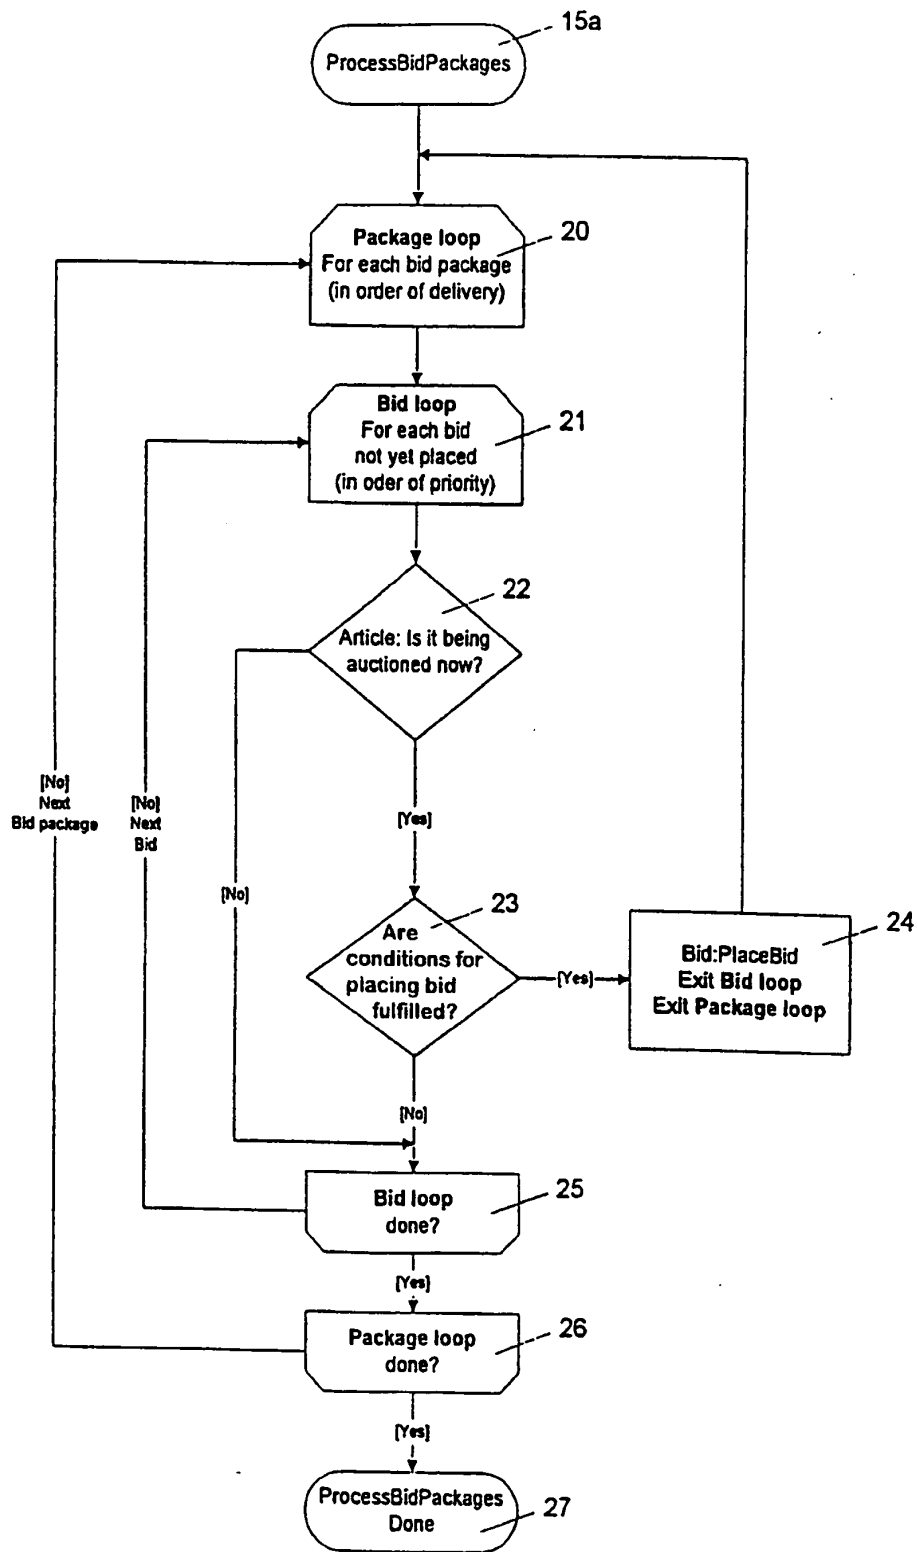 15a
ProcessBidPackages
20
Package loop
For each bid package
(in order of delivery)
21
Bid loop
For each bid
not yet placed
(in oder of priority)
22
Article: Is it being
auctioned now?
[No]
Next
Bid package
[No]
Next
Bid
[Yes]
[No]
23
Are
conditions for
placing bid
fulfilled?
[Yes]
24
Bid:PlaceBid
Exit Bid loop
Exit Package loop
[No]
25
Bid loop
done?
[Yes]
26
Package loop
done?
[Yes]
ProcessBidPackages
Done
27